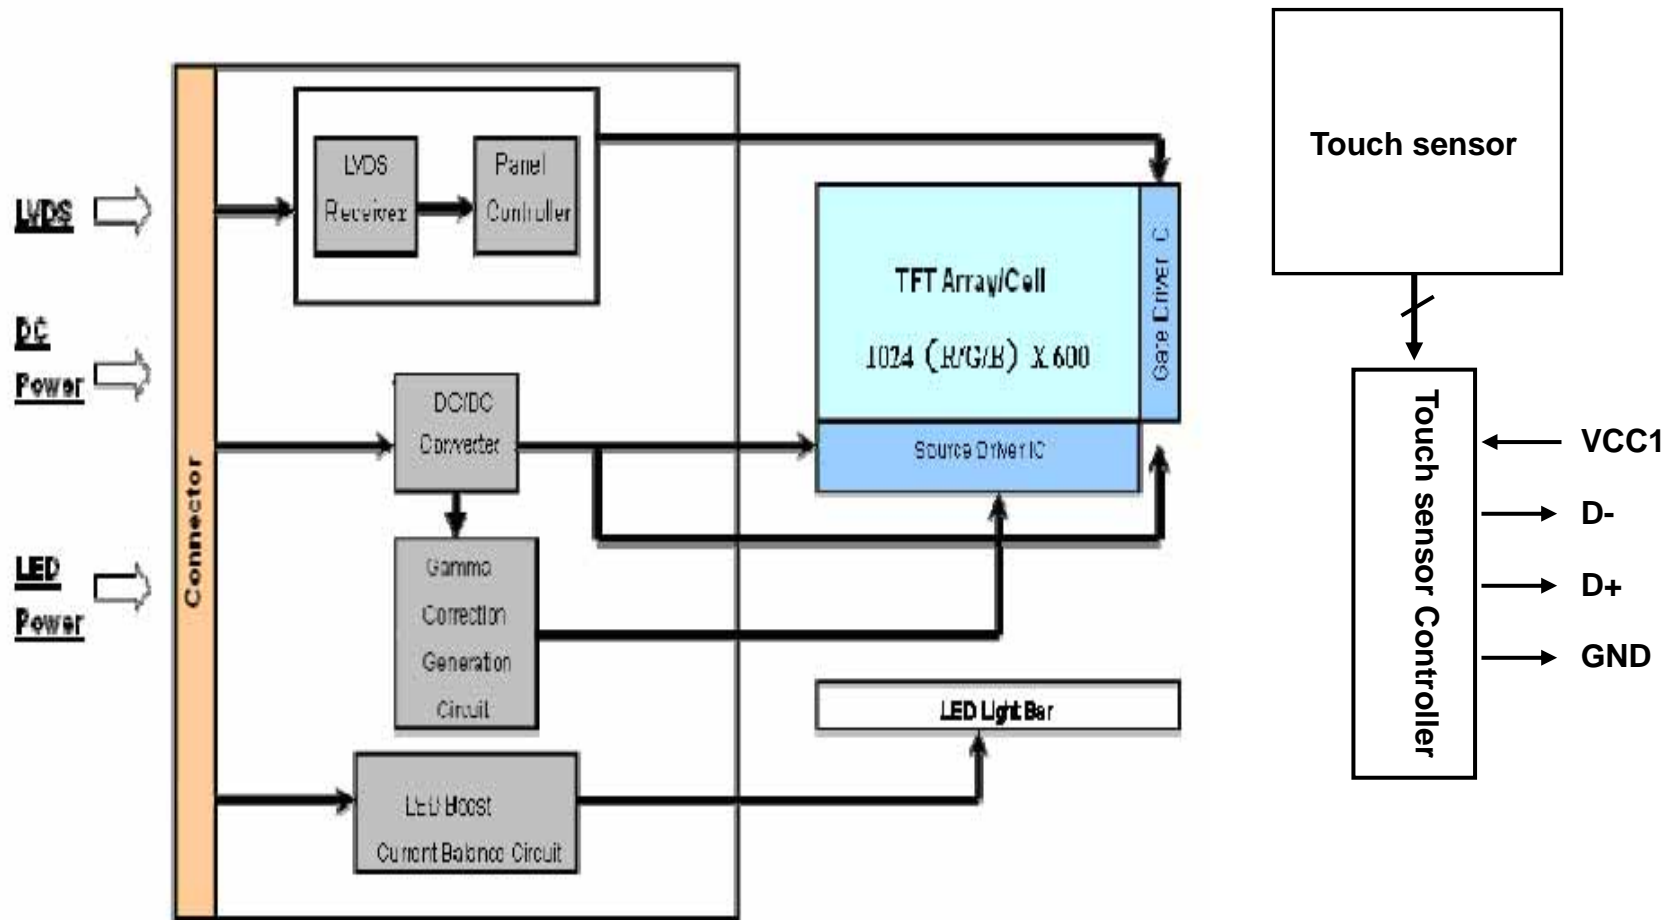 LVDS
DC
Power
LED
Power
Connector
LVDS
Receiver
Panel
Controller
DC/DC
Converter
Gamma
Correction
Generation
Circuit
LED Boost
Current Balance Circuit
TFT Array/Cell
1024 (R/G/B) X 600
Gate Driver IC
Source Driver IC
LED Light Bar
Touch sensor
Touch sensor Controller
VCC1
D-
D+
GND